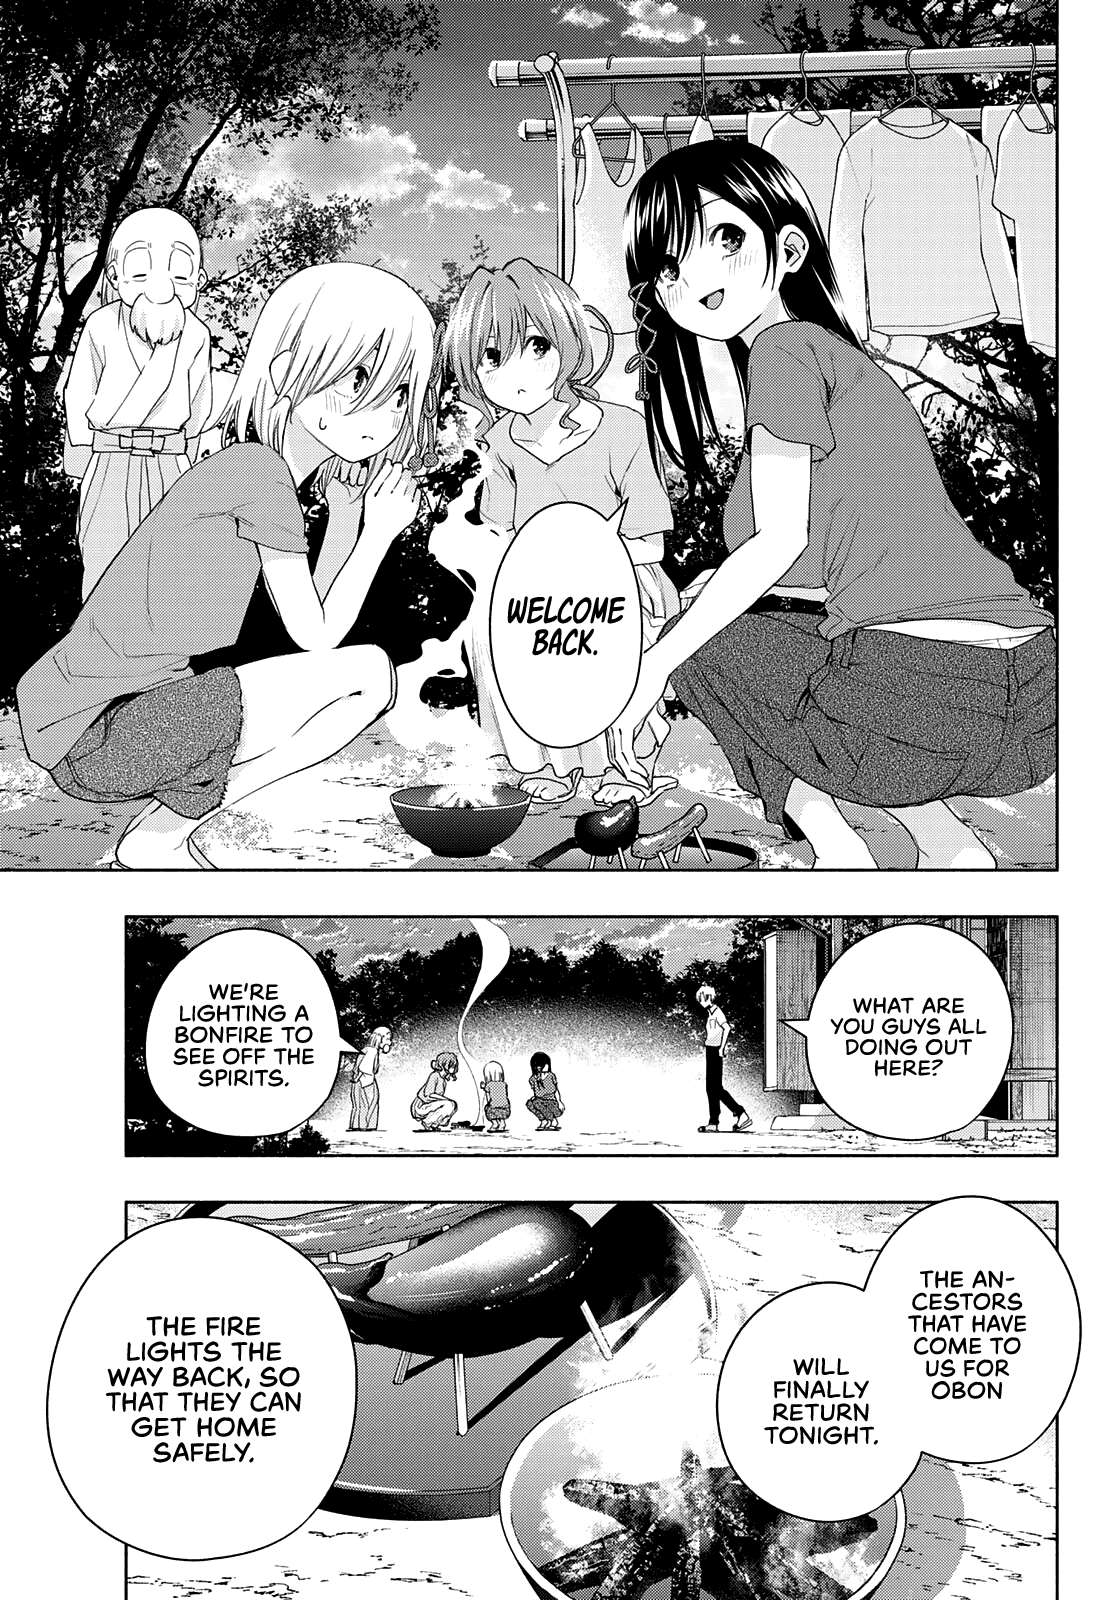 WELCOME
BACK.
WHAT ARE
YOU GUYS ALL
DOING OUT
HERE?
WE'RE
LIGHTING A
BONFIRE TO
SEE OFF THE
SPIRITS.
THE AN-
CESTORS
THAT HAVE
COME TO
US FOR
OBON
WILL
FINALLY
RETURN
TONIGHT.
THE FIRE
LIGHTS THE
WAY BACK, SO
THAT THEY CAN
GET HOME
SAFELY.